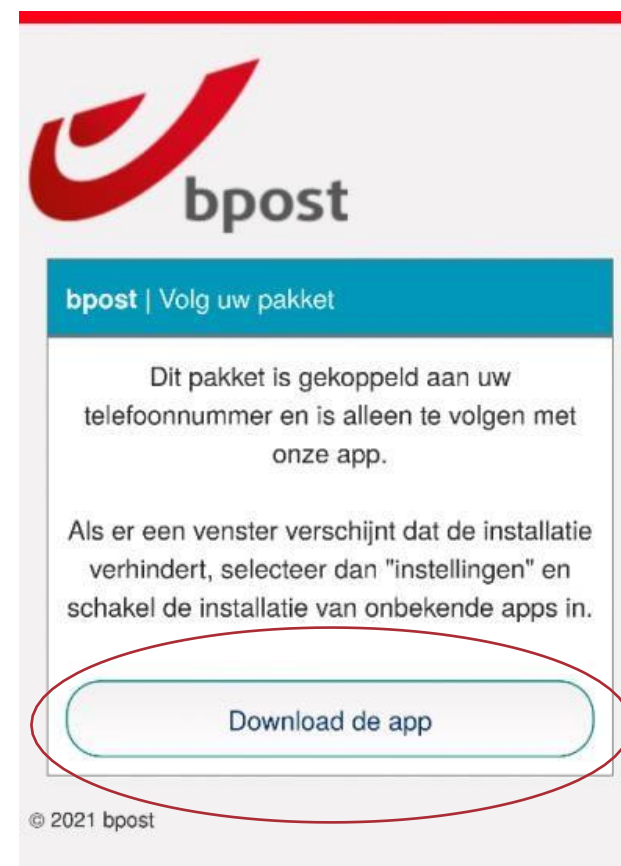 bpost
bpost | Volg uw pakket
Dit pakket is gekoppeld aan uw
telefoonnummer en is alleen te volgen met
onze app.
Als er een venster verschijnt dat de installatie
verhindert, selecteer dan "instellingen" en
schakel de installatie van onbekende apps in.
Download de app
© 2021 bpost